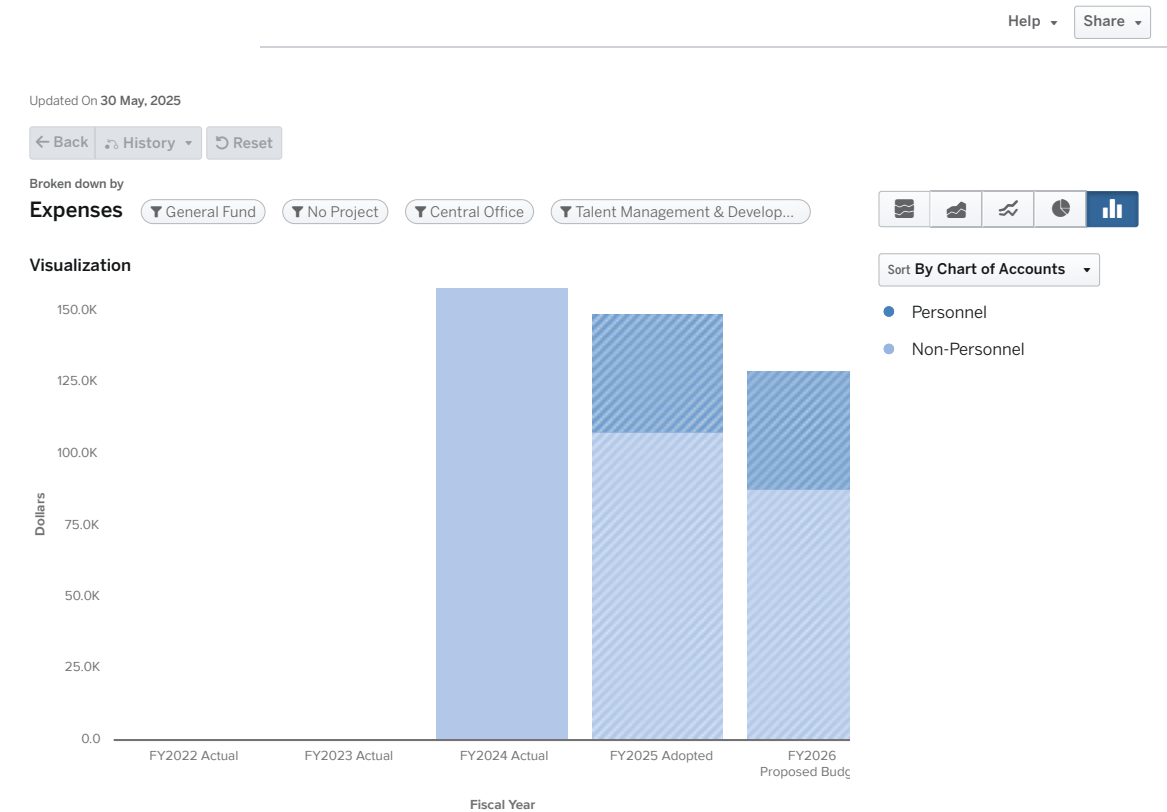 Help
Share
Updated On 30 May, 2025
Back
History
Reset
Broken down by
Expenses
General Fund
No Project
Central Office
Talent Management & Develop...
Visualization
Sort By Chart of Accounts
Personnel
Non-Personnel
150.0K
125.0K
100.0K
75.0K
50.0K
25.0K
0.0
Dollars
FY2022 Actual
FY2023 Actual
FY2024 Actual
FY2025 Adopted
FY2026
Proposed Budg
Fiscal Year